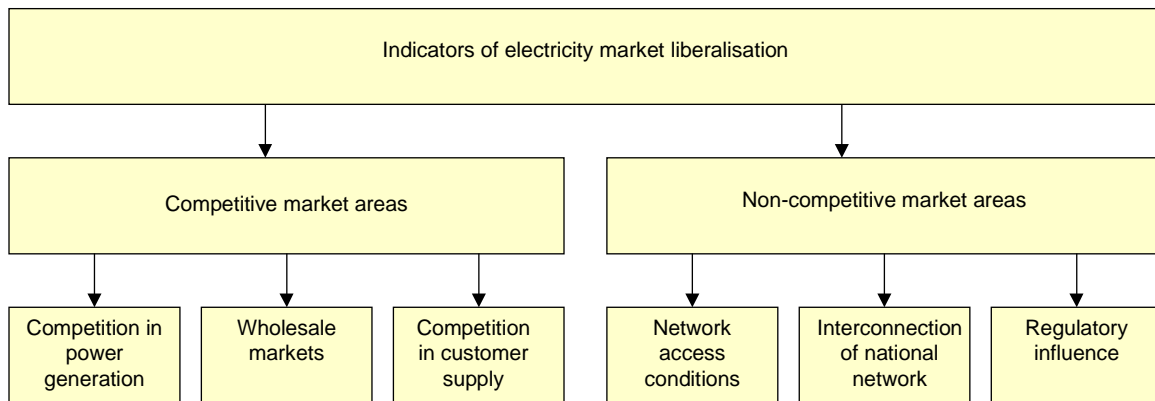 Indicators of electricity market liberalisation
Competitive market areas
Non-competitive market areas
Competition in
power
generation
Wholesale
markets
Competition
in customer
supply
Network
access
conditions
Interconnection
of national
network
Regulatory
influence